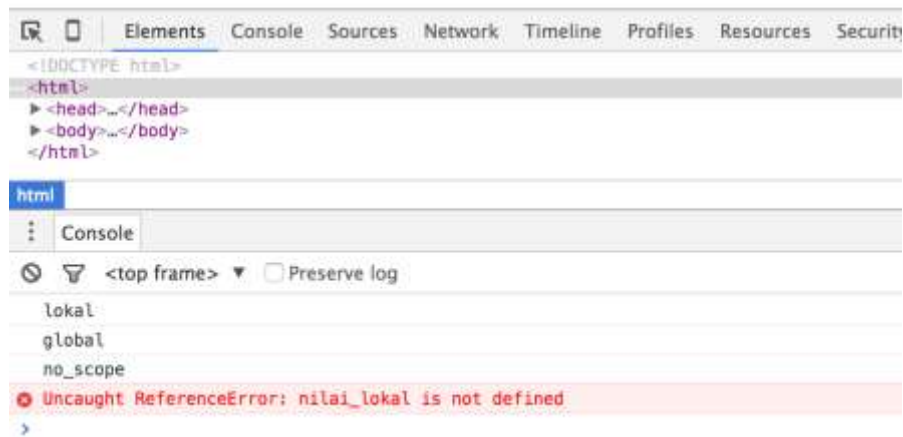 Elements Console Sources Network Timeline Profiles Resources Security
<!DOCTYPE html>
<html>
<head>…</head>
<body>…</body>
</html>
html
Console
<top frame> Preserve log
lokal
global
no_scope
Uncaught ReferenceError: nilai_lokal is not defined